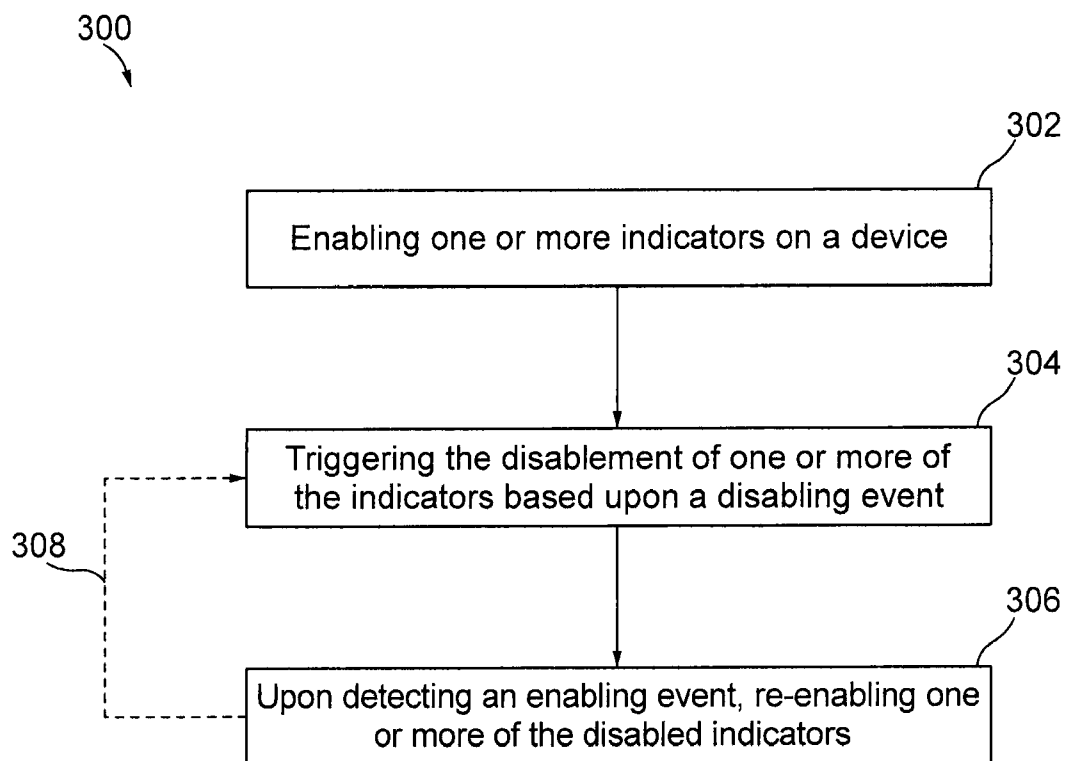 300
302
Enabling one or more indicators on a device
304
Triggering the disablement of one or more of
the indicators based upon a disabling event
308
306
Upon detecting an enabling event, re-enabling one
or more of the disabled indicators